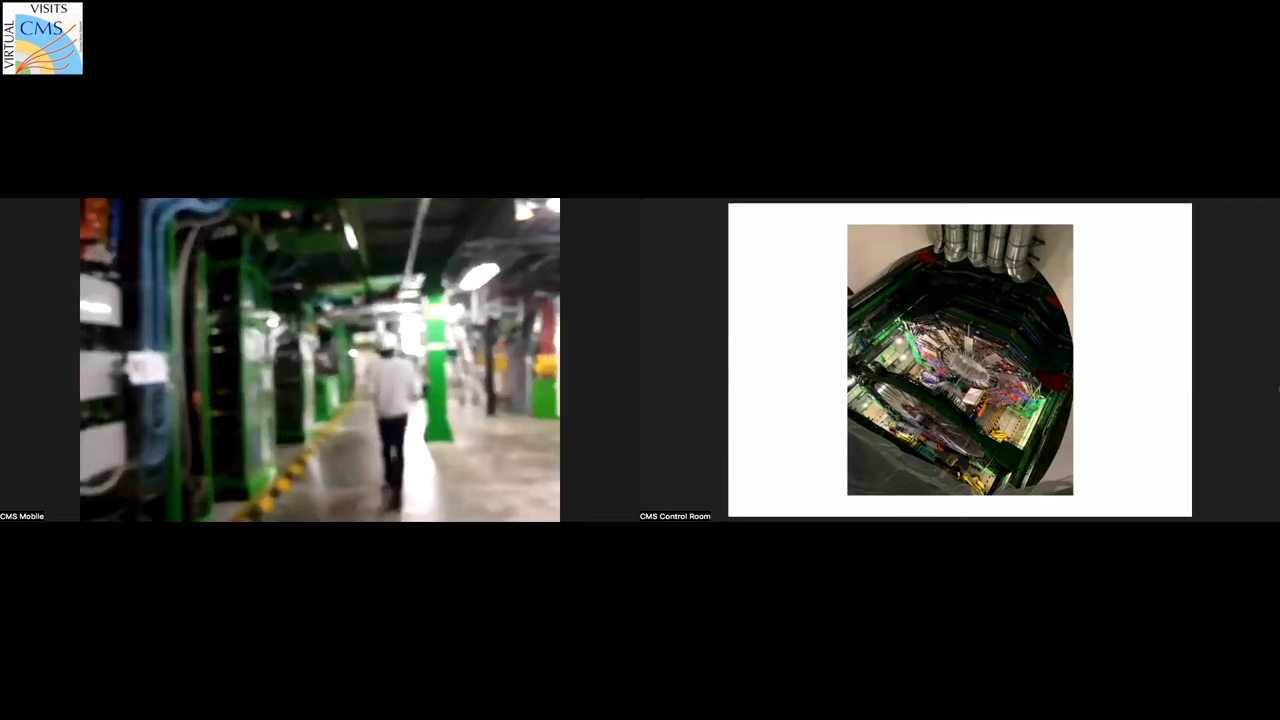 VISITS
CMS
VIRTUAL
CMS Mobile
CMS Control Room